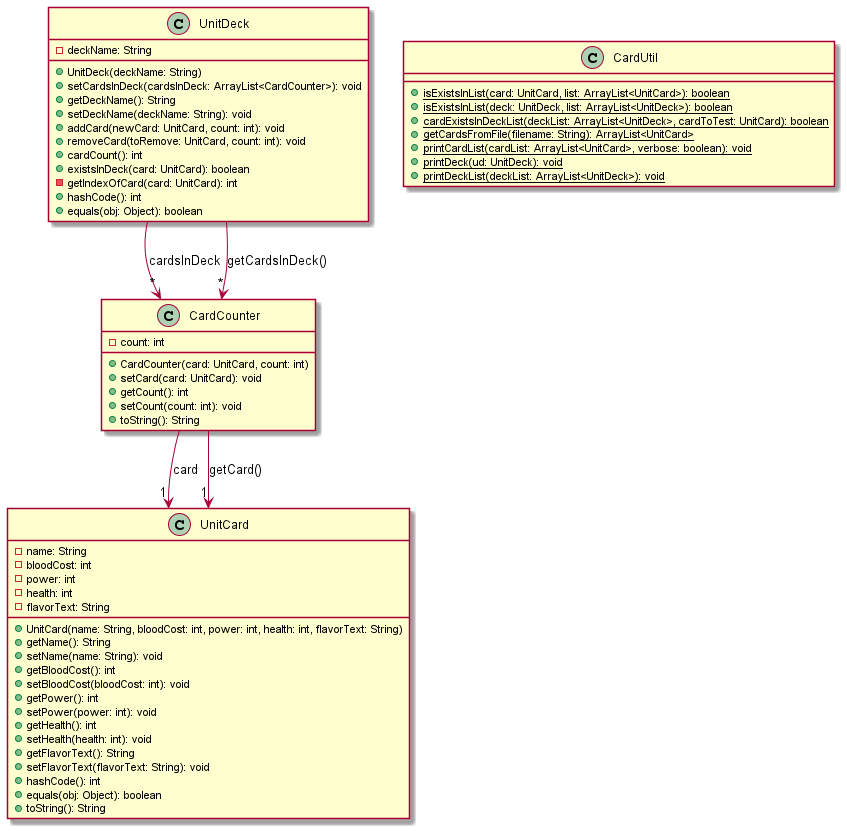 C UnitDeck
deckName: String
UnitDeck(deckName: String)
setCardsInDeck(cardsInDeck: ArrayList<CardCounter>): void
getDeckName(): String
setDeckName(deckName: String): void
addCard(newCard: UnitCard, count: int): void
removeCard(toRemove: UnitCard, count: int): void
cardCount(): int
existsInDeck(card: UnitCard): boolean
getIndexOfCard(card: UnitCard): int
hashCode(): int
equals(obj: Object): boolean
C CardUtil
isExistsInList(card: UnitCard, list: ArrayList<UnitCard>): boolean
isExistsInList(deck: UnitDeck, list: ArrayList<UnitDeck>): boolean
cardExistsInDeckList(deckList: ArrayList<UnitDeck>, cardToTest: UnitCard): boolean
getCardsFromFile(filename: String): ArrayList<UnitCard>
printCardList(cardList: ArrayList<UnitCard>, verbose: boolean): void
printDeck(ud: UnitDeck): void
printDeckList(deckList: ArrayList<UnitDeck>): void
cardsInDeck
getCardsInDeck()
*
*
C CardCounter
count: int
CardCounter(card: UnitCard, count: int)
setCard(card: UnitCard): void
getCount(): int
setCount(count: int): void
toString(): String
card
getCard()
1
1
C UnitCard
name: String
bloodCost: int
power: int
health: int
flavorText: String
UnitCard(name: String, bloodCost: int, power: int, health: int, flavorText: String)
getName(): String
setName(name: String): void
getBloodCost(): int
setBloodCost(bloodCost: int): void
getPower(): int
setPower(power: int): void
getHealth(): int
setHealth(health: int): void
getFlavorText(): String
setFlavorText(flavorText: String): void
hashCode(): int
equals(obj: Object): boolean
toString(): String